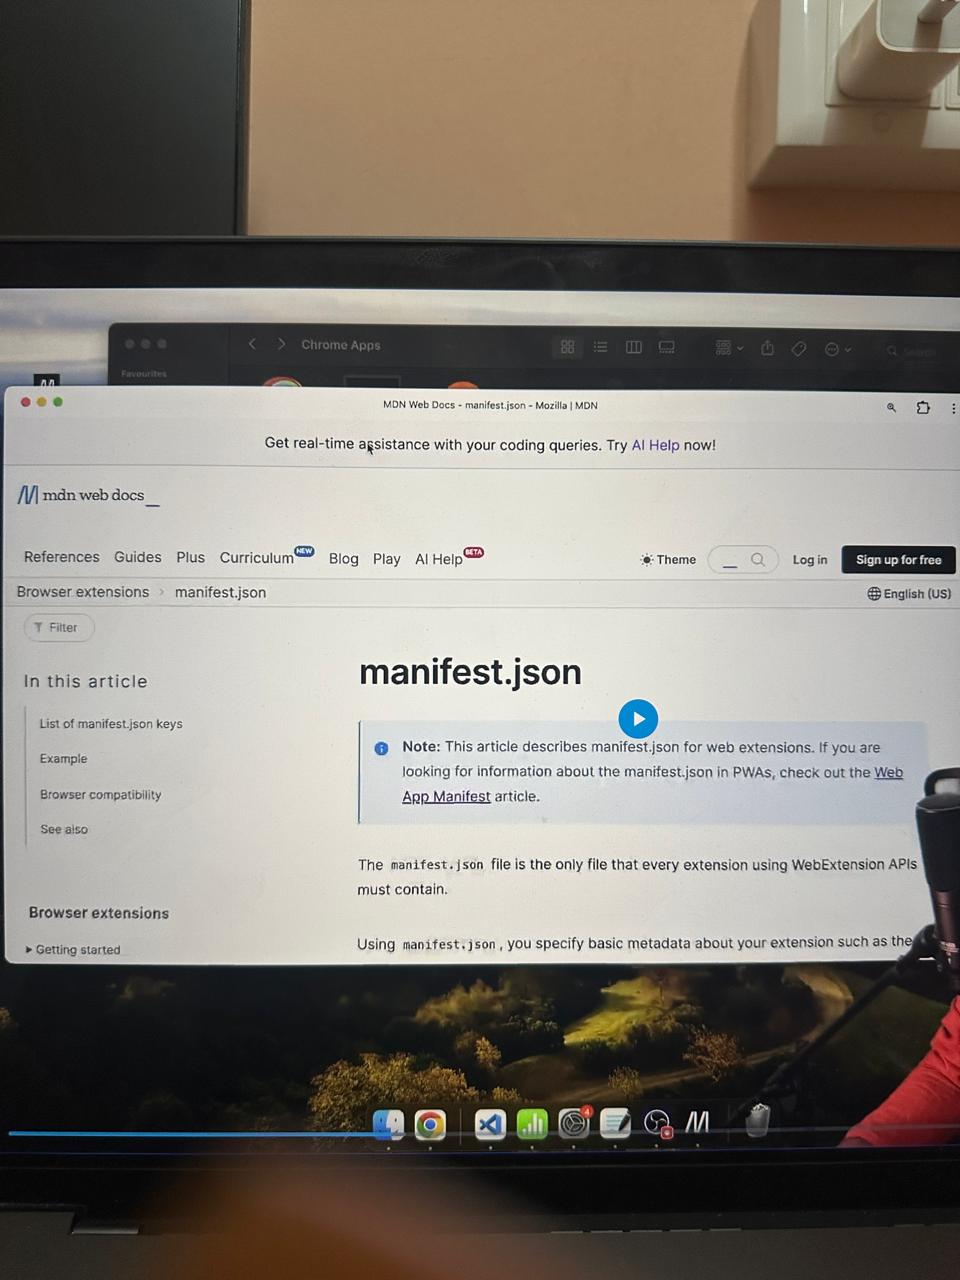 Chrome Apps
Search
Favourites
MDN Web Docs - manifest.json - Mozilla | MDN
Get real-time assistance with your coding queries. Try AI Help now!
mdn web docs_
References Guides Plus Curriculum NEW Blog Play AI Help BETA Theme Log in Sign up for free
Browser extensions › manifest.json English (US)
Filter
In this article
List of manifest.json keys
Example
Browser compatibility
See also
Browser extensions
Getting started
manifest.json
Note: This article describes manifest.json for web extensions. If you are
looking for information about the manifest.json in PWAs, check out the Web
App Manifest article.
The manifest.json file is the only file that every extension using WebExtension APIs
must contain.
Using manifest.json, you specify basic metadata about your extension such as the
4